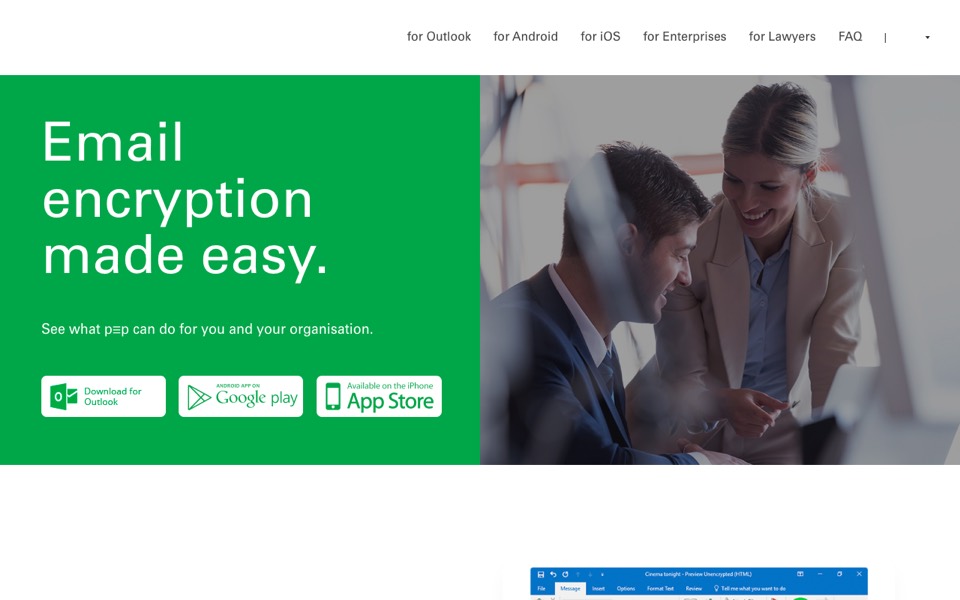 for Outlook for Android for iOS for Enterprises for Lawyers FAQ |
Email
encryption
made easy.
See what p≡p can do for you and your organisation.
Download for
Outlook
ANDROID APP ON
Google play
Available on the iPhone
App Store
Cinema tonight - Preview Unencrypted (HTML)
File Message Insert Options Format Text Review Tell me what you want to do